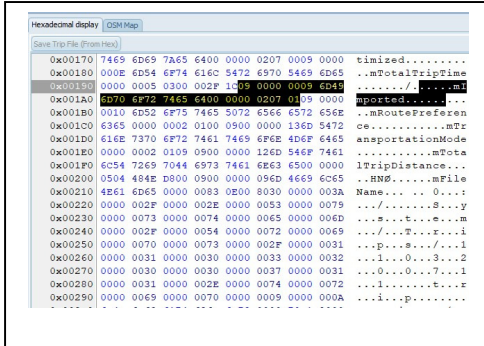 Hexadecimal display OSM Map
Save Trip File (From Hex)
0x00170 7469 6D69 7A65 6400 0000 0207 0009 0000 timized.........
0x00180 000E 6D54 6F74 616C 5472 6970 5469 6D65 ..mTotalTripTime
0x00190 0000 0005 0300 002F 1C09 0000 0009 6D49 ......./......mI
0x001A0 6D70 6F72 7465 6400 0000 0207 0109 0000 mported.........
0x001B0 0010 6D52 6F75 7465 5072 6566 6572 656E ..mRoutePreferen
0x001C0 6365 0000 0002 0100 0900 0000 136D 5472 ce...........mTr
0x001D0 616E 7370 6F72 7461 7469 6F6E 4D6F 6465 ansportationMode
0x001E0 0000 0002 0109 0000 0000 126D 546F 7461 ...........mTota
0x001F0 6C54 7269 7044 6973 7461 6E63 6500 0000 lTripDistance...
0x00200 0504 484E D800 0900 0000 096D 4669 6C65 ..HNØ......mFile
0x00210 4E61 6D65 0000 0083 0E00 8030 0000 003A Name... .. 0...:
0x00220 0000 002F 0000 002E 0000 0053 0000 0079 .../.......S...y
0x00230 0000 0073 0000 0074 0000 0065 0000 006D ...s...t...e...m
0x00240 0000 002F 0000 0054 0000 0072 0000 0069 .../...T...r...i
0x00250 0000 0070 0000 0073 0000 002F 0000 0031 ...p...s.../...1
0x00260 0000 0031 0000 0030 0000 0033 0000 0032 ...1...0...3...2
0x00270 0000 0030 0000 0030 0000 0037 0000 0031 ...0...0...7...1
0x00280 0000 0031 0000 002E 0000 0074 0000 0072 ...1.......t...r
0x00290 0000 0069 0000 0070 0000 0009 0000 000A ...i...p........